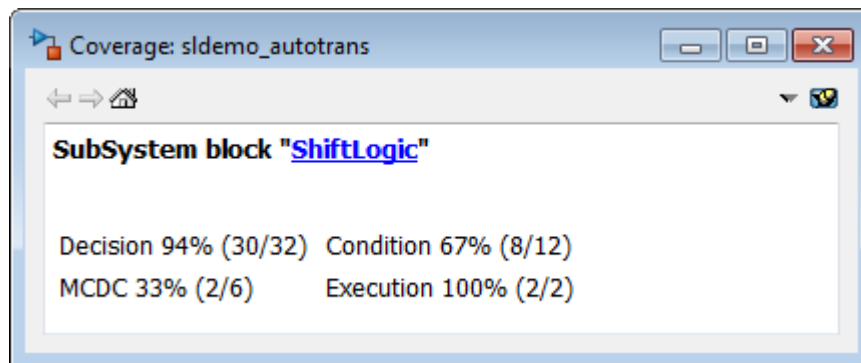 Coverage: sldemo_autotrans
SubSystem block "ShiftLogic"
Decision 94% (30/32) Condition 67% (8/12)
MCDC 33% (2/6) Execution 100% (2/2)